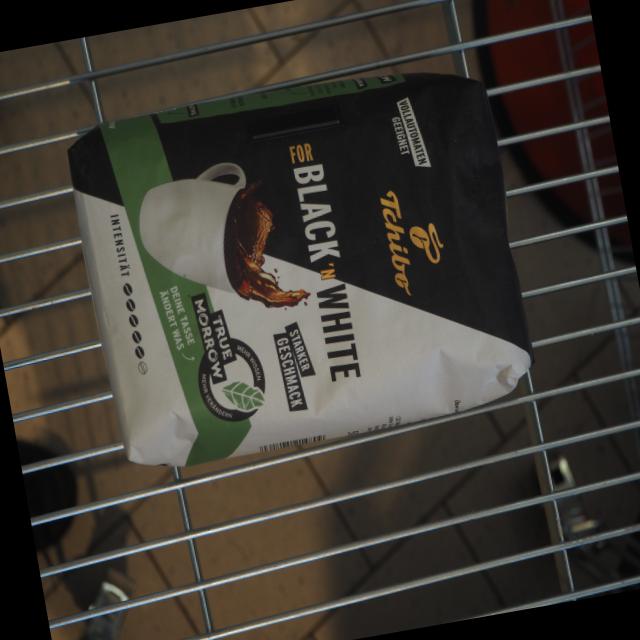 Tchibo
VOLLAUTOMATEN
GEEIGNET
FOR
BLACK
'N
WHITE
STARKER
GESCHMACK
TRUE
MORROW
DEINE TASSE
ÄNDERT WAS
INTENSITÄT